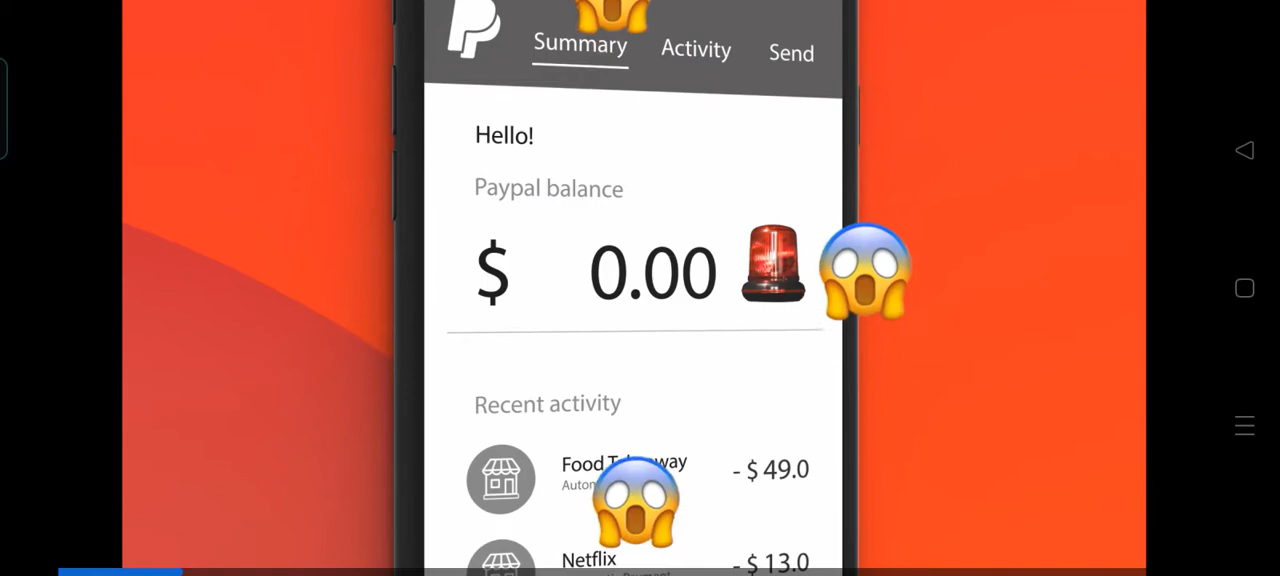 Summary Activity Send
Hello!
Paypal balance
$ 0.00
Recent activity
Food - $ 49.0
Netflix - $ 13.0